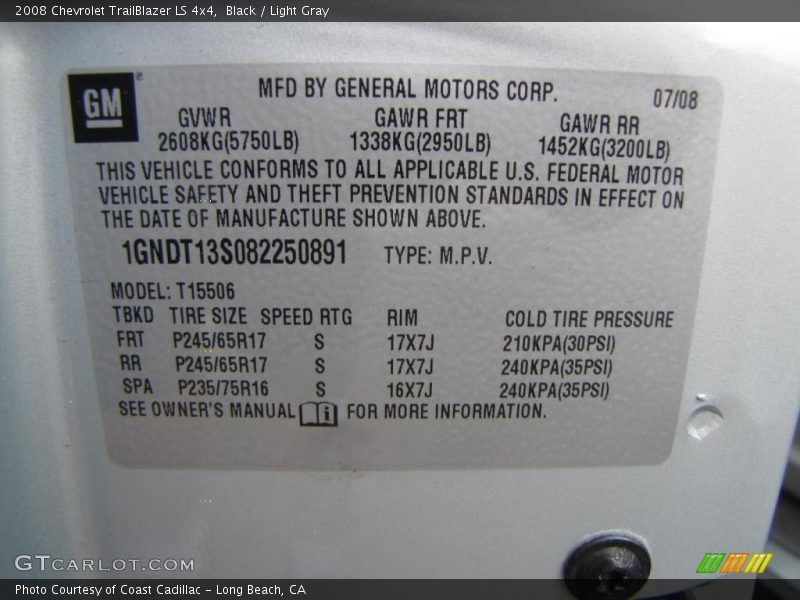 2008 Chevrolet TrailBlazer LS 4x4,  Black / Light Gray
GM ®
MFD BY GENERAL MOTORS CORP.
07/08
GVWR GAWR FRT GAWR RR
2608KG(5750LB) 1338KG(2950LB) 1452KG(3200LB)
THIS VEHICLE CONFORMS TO ALL APPLICABLE U.S. FEDERAL MOTOR
VEHICLE SAFETY AND THEFT PREVENTION STANDARDS IN EFFECT ON
THE DATE OF MANUFACTURE SHOWN ABOVE.
1GNDT13S082250891 TYPE: M.P.V.
MODEL: T15506
TBKD TIRE SIZE SPEED RTG RIM COLD TIRE PRESSURE
FRT P245/65R17 S 17X7J 210KPA(30PSI)
RR P245/65R17 S 17X7J 240KPA(35PSI)
SPA P235/75R16 S 16X7J 240KPA(35PSI)
SEE OWNER'S MANUAL i FOR MORE INFORMATION.
GTCARLOT.COM
Photo Courtesy of Coast Cadillac - Long Beach, CA